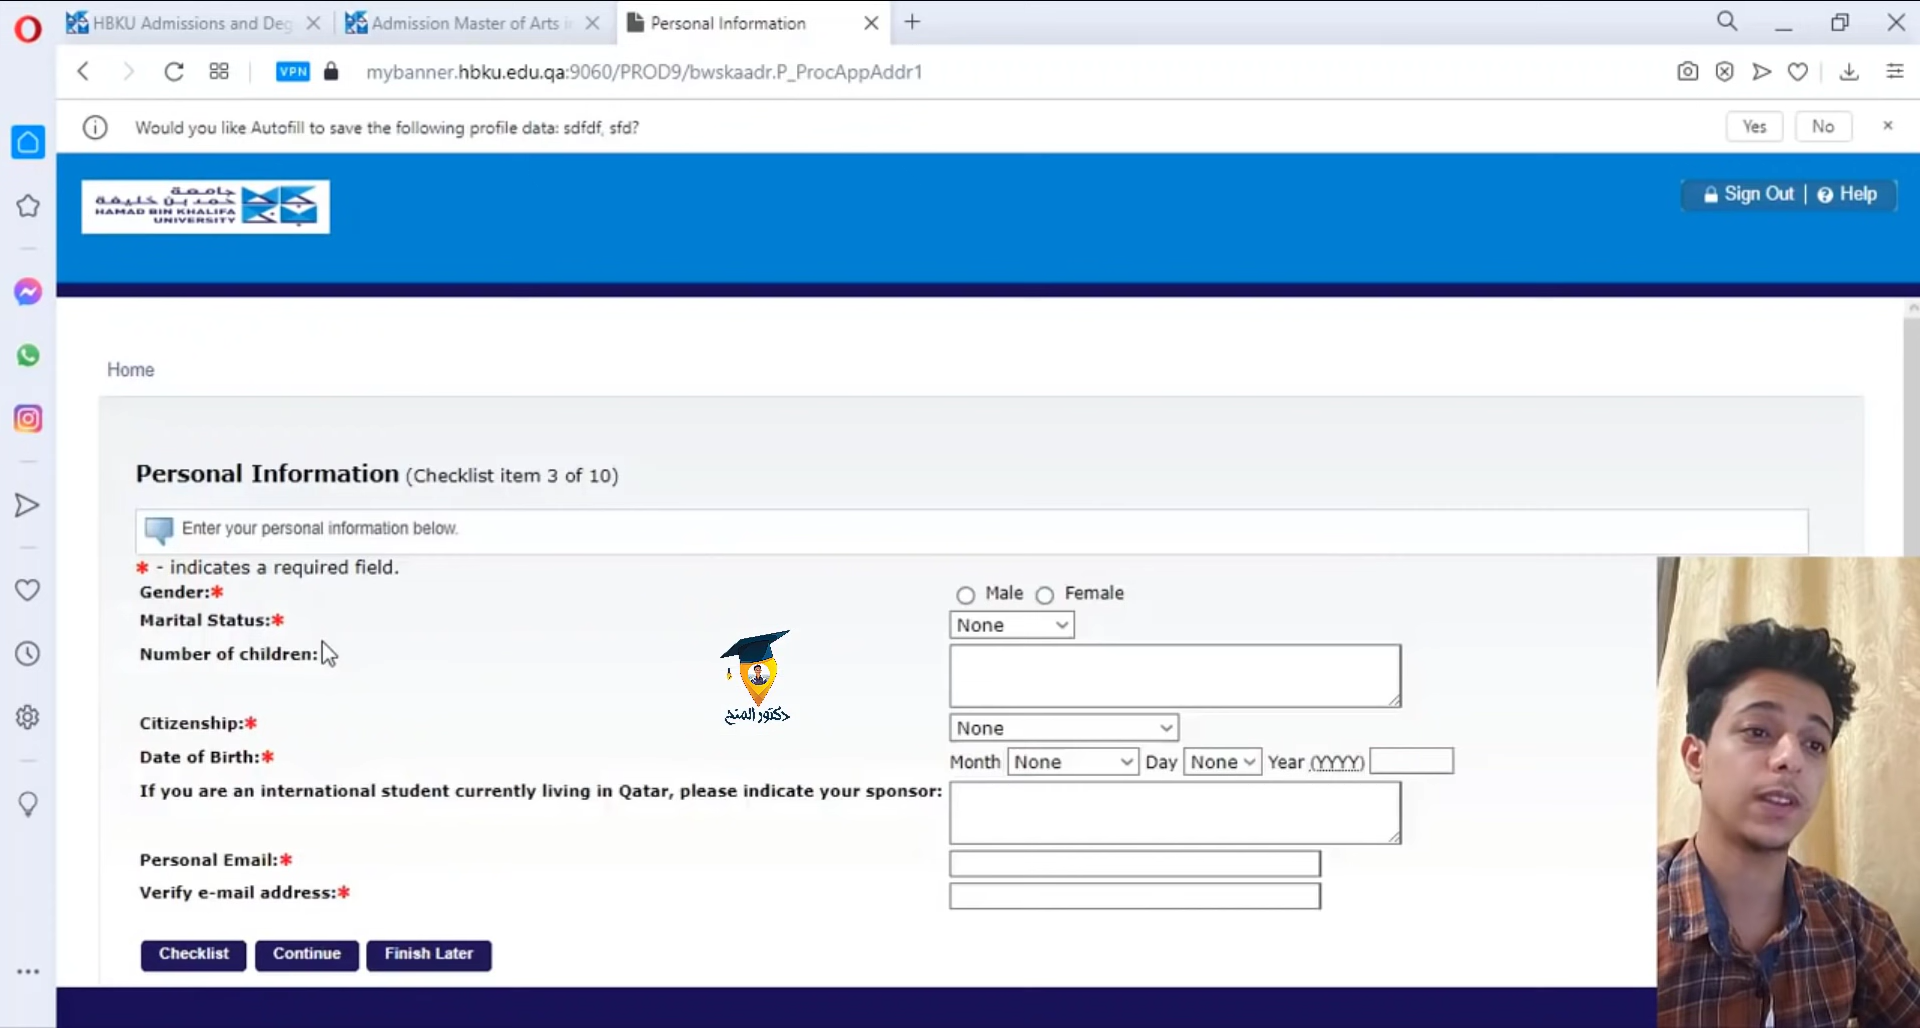 HBKU Admissions and Deg
Admission Master of Arts i
Personal Information
VPN
mybanner.hbku.edu.qa:9060/PROD9/bwskaadr.P_ProcAppAddr1
Would you like Autofill to save the following profile data: sdfdf, sfd?
Yes
No
جامعة
حمد بن خليفة
HAMAD BIN KHALIFA
UNIVERSITY
Sign Out | Help
Home
Personal Information (Checklist item 3 of 10)
Enter your personal information below.
* - indicates a required field.
Gender:* Male Female
Marital Status:* None
Number of children:
دكتور المنح
Citizenship:* None
Date of Birth:* Month None Day None Year (YYYY)
If you are an international student currently living in Qatar, please indicate your sponsor:
Personal Email:*
Verify e-mail address:*
Checklist Continue Finish Later